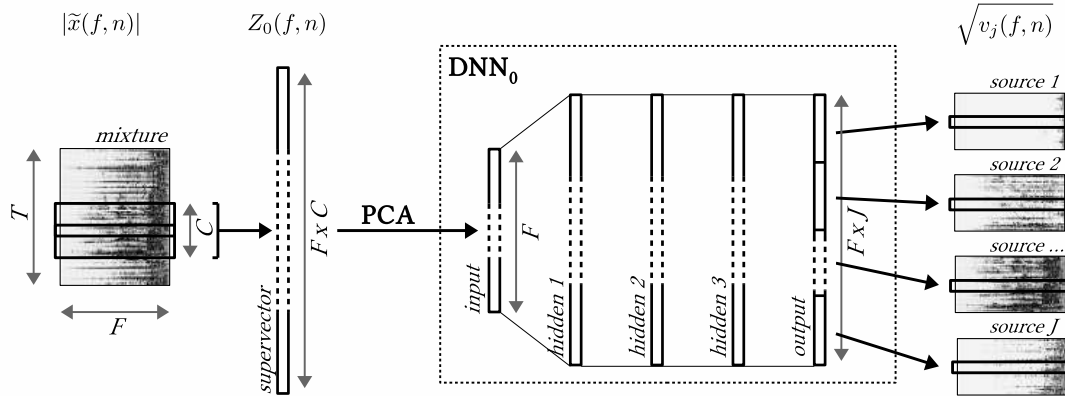 |x̃(f, n)|
Z₀(f, n)
√v_j(f, n)
DNN₀
source 1
mixture
source 2
T
C
PCA
F x C
F
F x J
source ...
input
hidden 1
hidden 2
hidden 3
output
F
supervector
source J